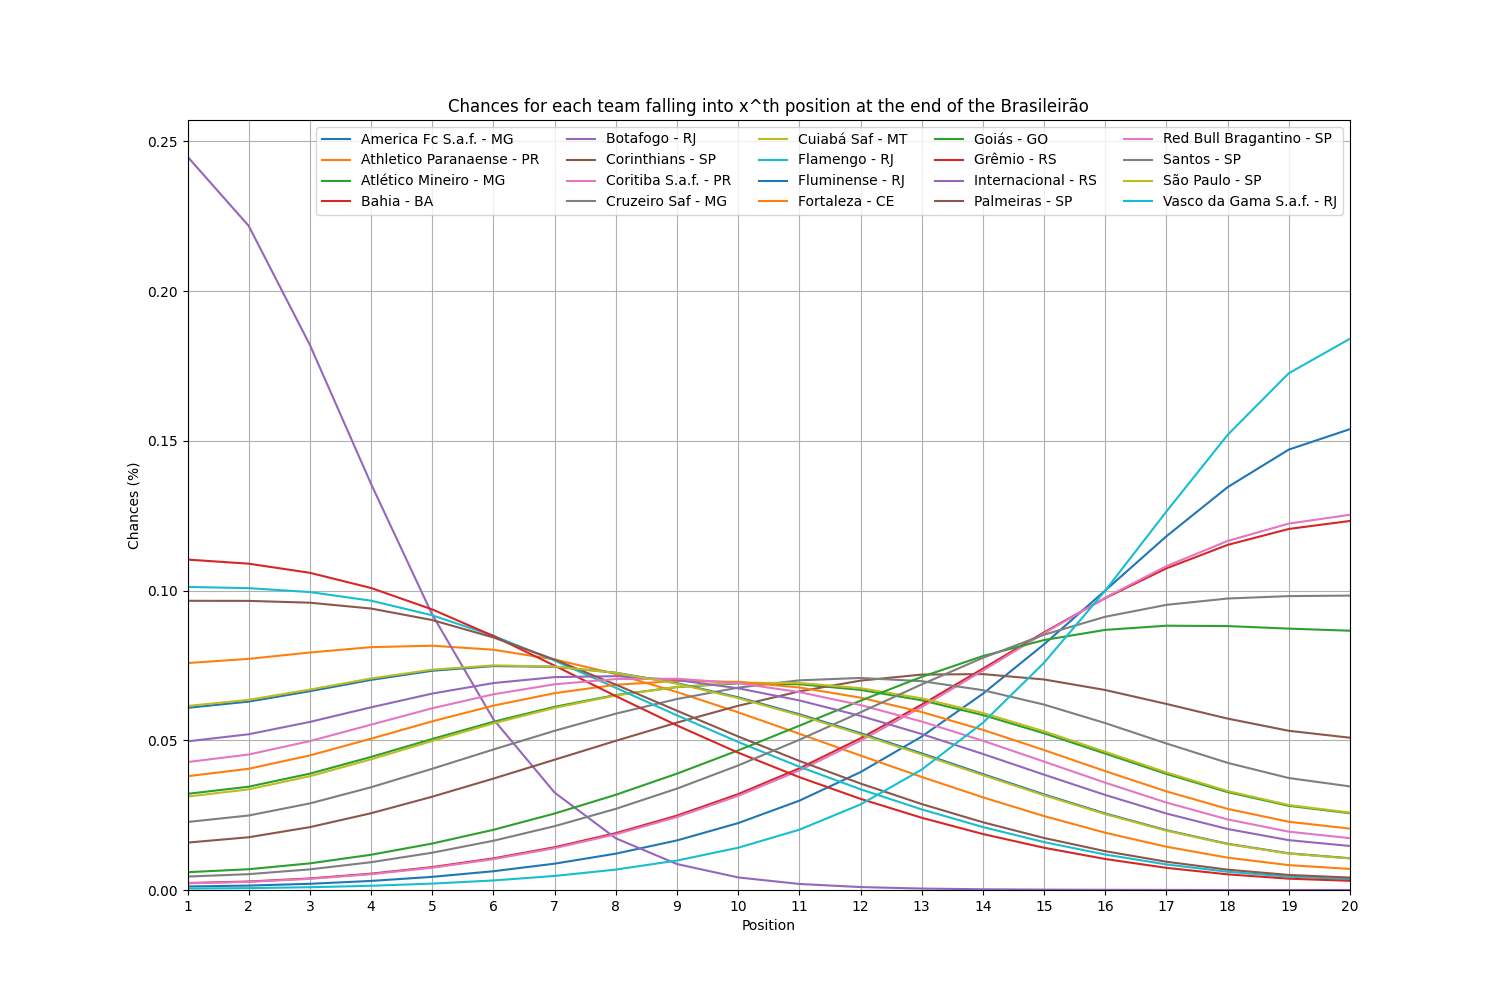 Chances for each team falling into x^th position at the end of the Brasileirão
America Fc S.a.f. - MG
Athletico Paranaense - PR
Atlético Mineiro - MG
Bahia - BA
Botafogo - RJ
Corinthians - SP
Coritiba S.a.f. - PR
Cruzeiro Saf - MG
Cuiabá Saf - MT
Flamengo - RJ
Fluminense - RJ
Fortaleza - CE
Goiás - GO
Grêmio - RS
Internacional - RS
Palmeiras - SP
Red Bull Bragantino - SP
Santos - SP
São Paulo - SP
Vasco da Gama S.a.f. - RJ
0.25
0.20
0.15
0.10
0.05
0.00
Chances (%)
1 2 3 4 5 6 7 8 9 10 11 12 13 14 15 16 17 18 19 20
Position